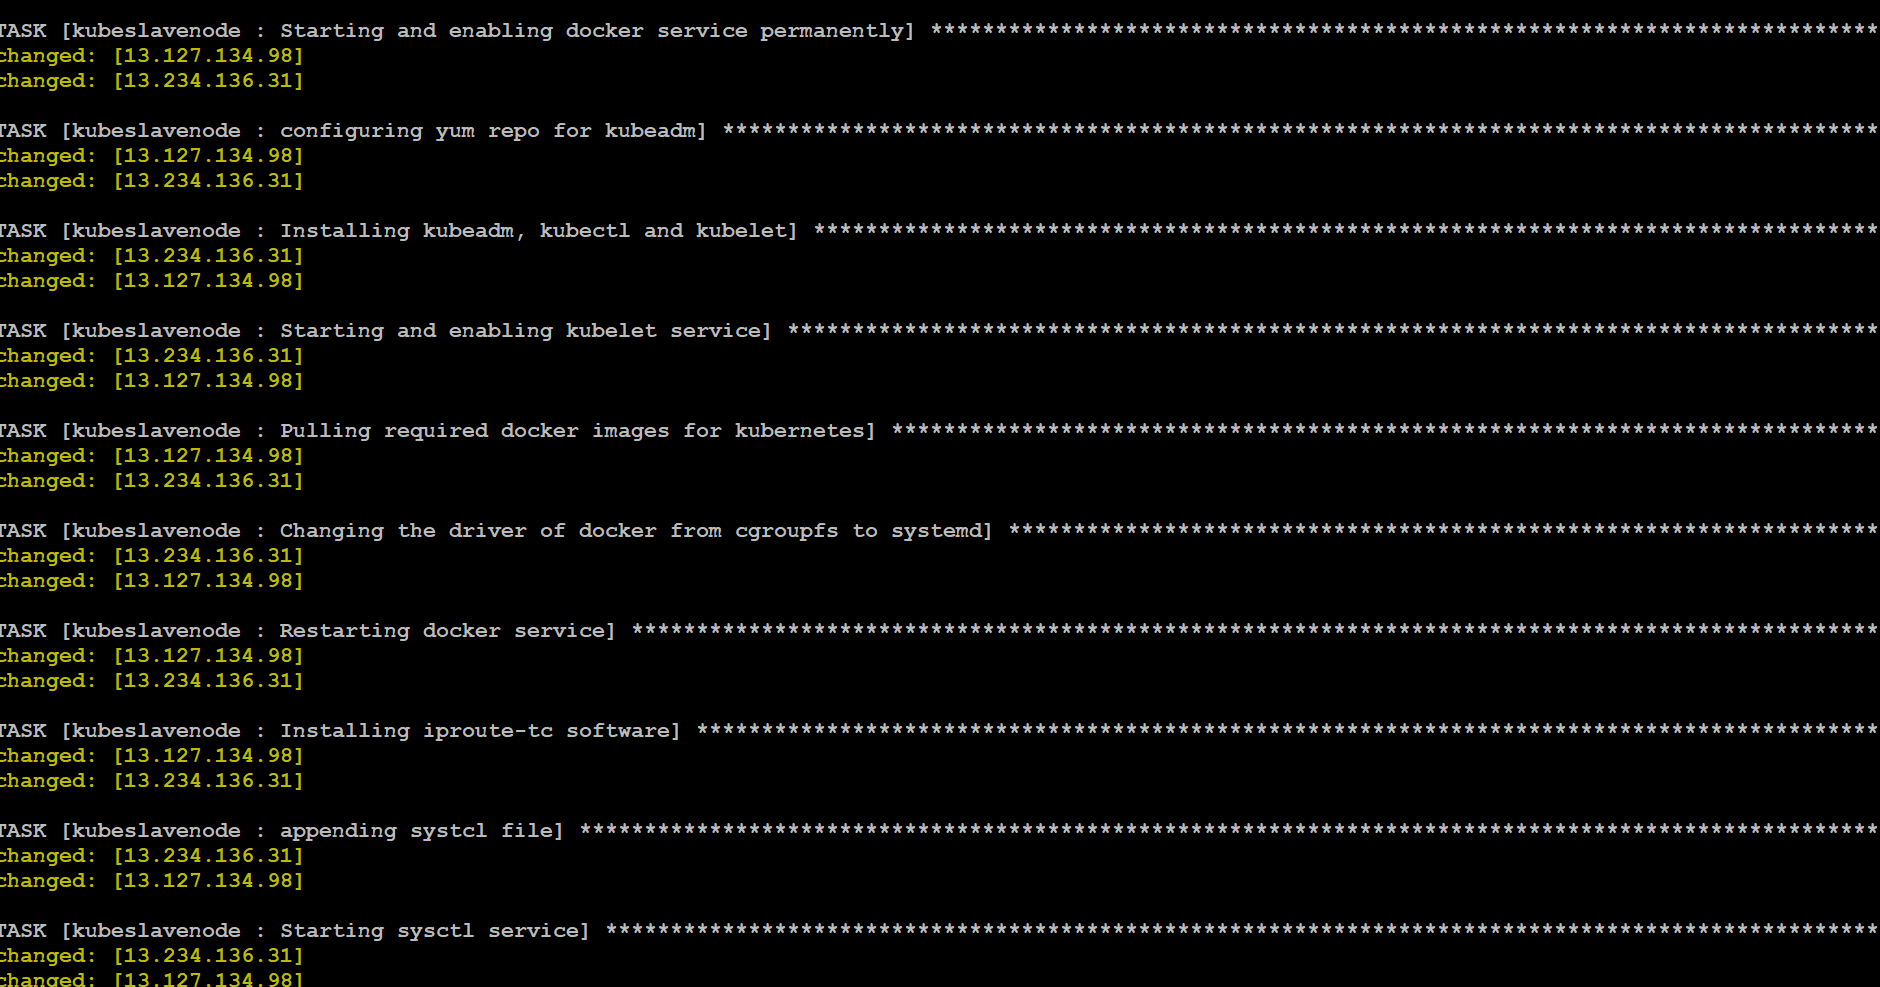 TASK [kubeslavenode : Starting and enabling docker service permanently] *************************************************************************
changed: [13.127.134.98]
changed: [13.234.136.31]
TASK [kubeslavenode : configuring yum repo for kubeadm] *****************************************************************************************
changed: [13.127.134.98]
changed: [13.234.136.31]
TASK [kubeslavenode : Installing kubeadm, kubectl and kubelet] **********************************************************************************
changed: [13.234.136.31]
changed: [13.127.134.98]
TASK [kubeslavenode : Starting and enabling kubelet service] ************************************************************************************
changed: [13.234.136.31]
changed: [13.127.134.98]
TASK [kubeslavenode : Pulling required docker images for kubernetes] ****************************************************************************
changed: [13.127.134.98]
changed: [13.234.136.31]
TASK [kubeslavenode : Changing the driver of docker from cgroupfs to systemd] *******************************************************************
changed: [13.234.136.31]
changed: [13.127.134.98]
TASK [kubeslavenode : Restarting docker service] ************************************************************************************************
changed: [13.127.134.98]
changed: [13.234.136.31]
TASK [kubeslavenode : Installing iproute-tc software] *******************************************************************************************
changed: [13.127.134.98]
changed: [13.234.136.31]
TASK [kubeslavenode : appending systcl file] ****************************************************************************************************
changed: [13.234.136.31]
changed: [13.127.134.98]
TASK [kubeslavenode : Starting sysctl service] **************************************************************************************************
changed: [13.234.136.31]
changed: [13.127.134.98]